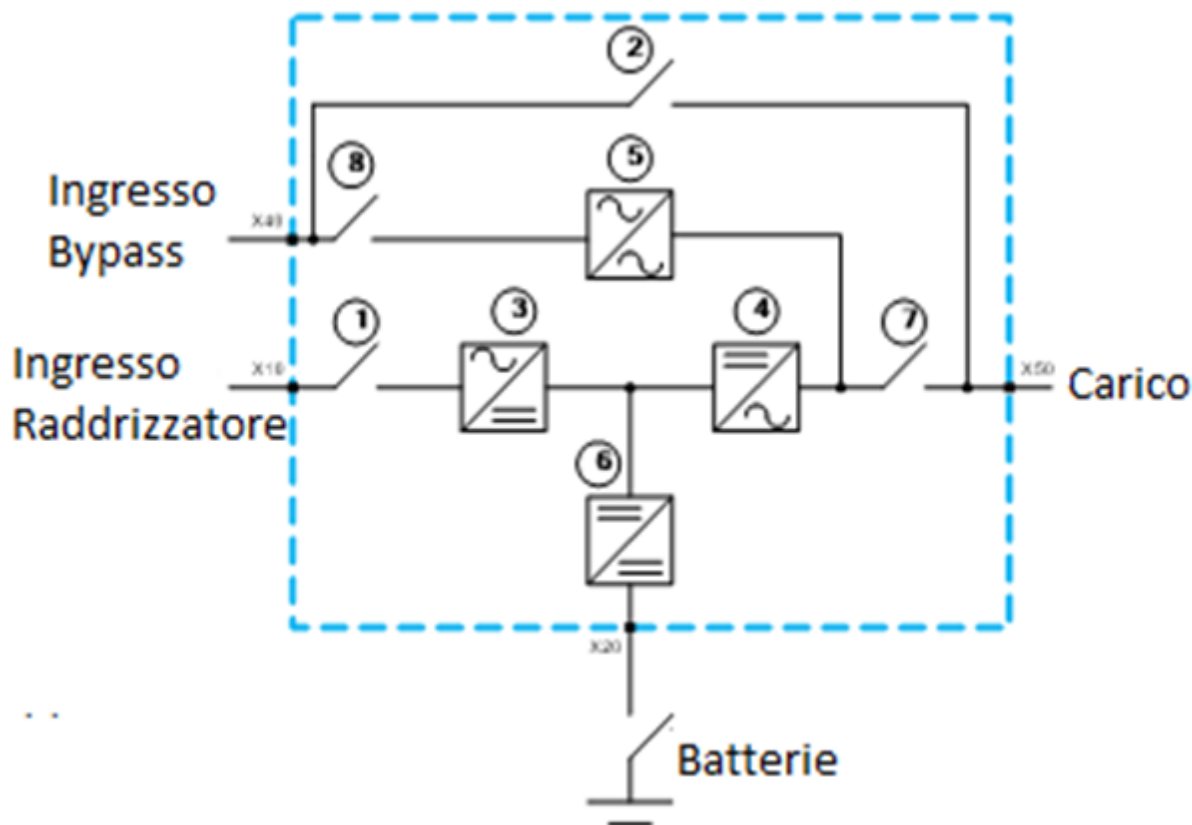 2
8
5
Ingresso
Bypass
X40
1
3
4
7
Ingresso
Raddrizzatore
X10
X50
Carico
6
X20
Batterie